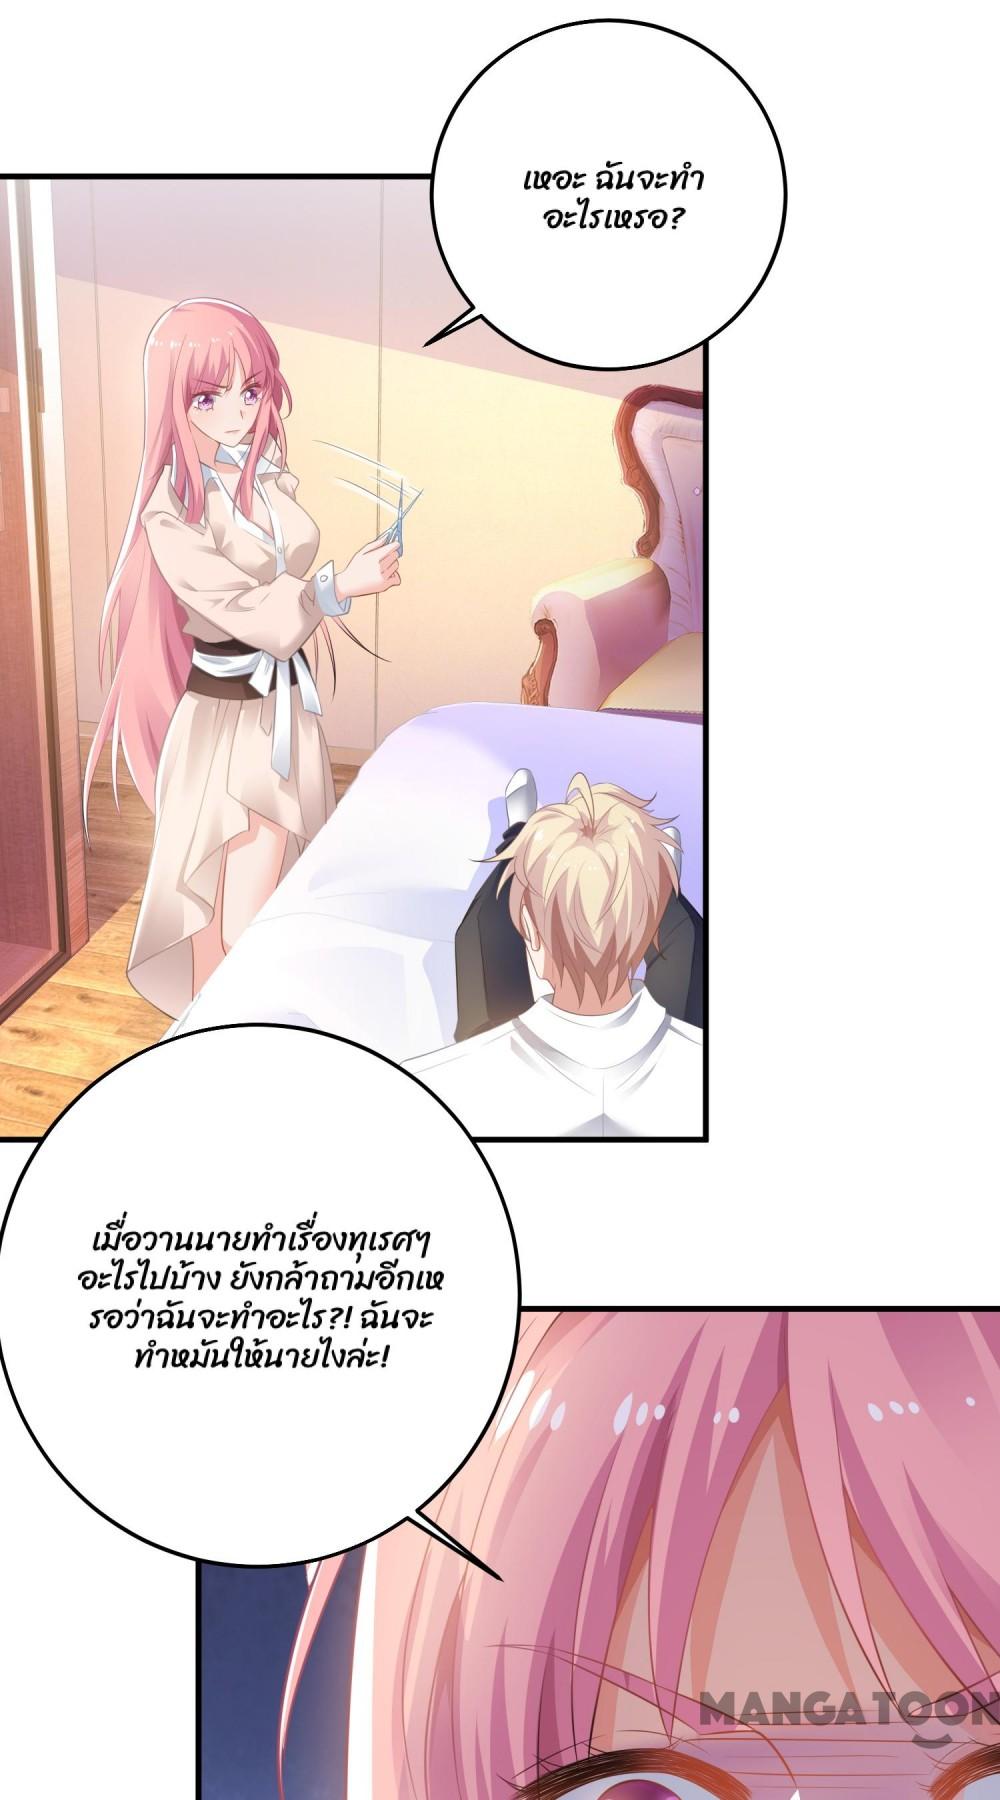 เหอะ ฉันจะทำ
อะไรเหรอ?
เมื่อวานนายทำเรื่องทุเรศๆ
อะไรไปบ้าง ยังกล้าถามอีกเห
รอว่าฉันจะทำอะไร?! ฉันจะ
ทำหมันให้นายไงล่ะ!
MANGATOON